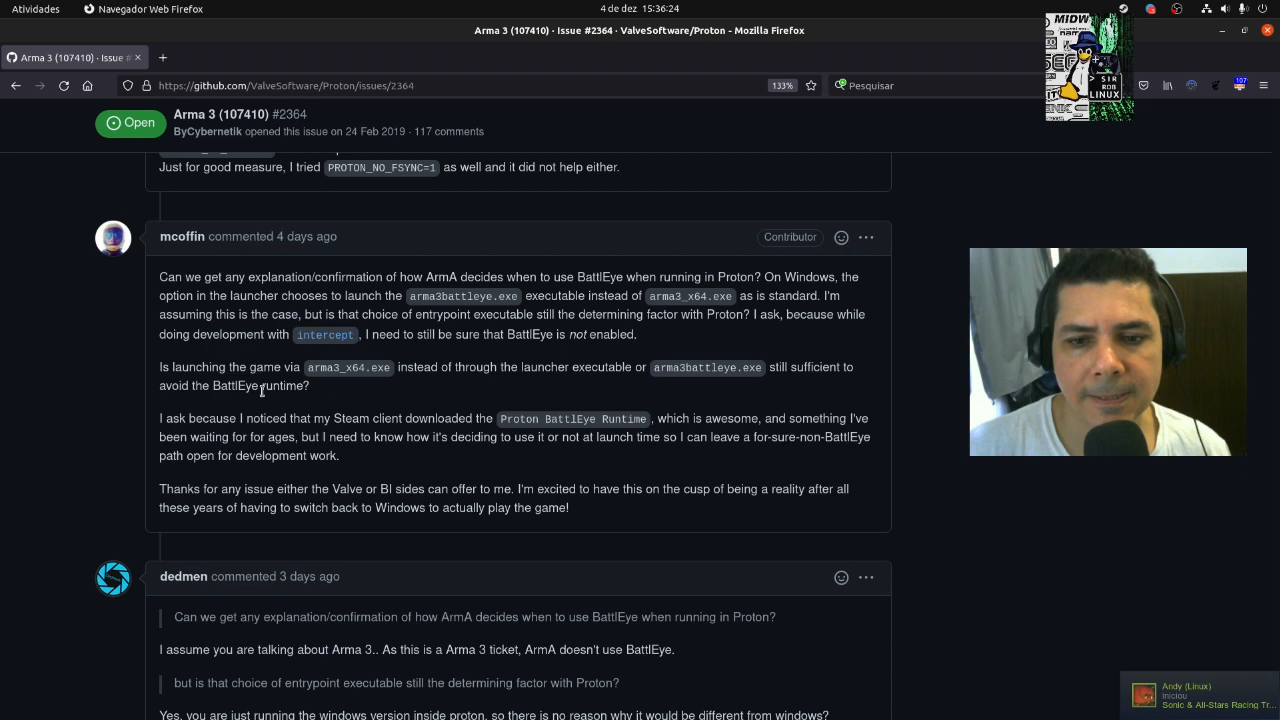 Atividades
Navegador Web Firefox
4 de dez 15:36:24
Arma 3 (107410) · Issue #2364 · ValveSoftware/Proton - Mozilla Firefox
Arma 3 (107410) · Issue #
https://github.com/ValveSoftware/Proton/issues/2364
133%
Pesquisar
107
MIDW
> SIR
ROB
LINUX
Open
Arma 3 (107410) #2364
ByCybernetik opened this issue on 24 Feb 2019 · 117 comments
Just for good measure, I tried PROTON_NO_FSYNC=1 as well and it did not help either.
mcoffin commented 4 days ago
Contributor
Can we get any explanation/confirmation of how ArmA decides when to use BattlEye when running in Proton? On Windows, the
option in the launcher chooses to launch the arma3battleye.exe executable instead of arma3_x64.exe as is standard. I'm
assuming this is the case, but is that choice of entrypoint executable still the determining factor with Proton? I ask, because while
doing development with intercept , I need to still be sure that BattlEye is not enabled.
Is launching the game via arma3_x64.exe instead of through the launcher executable or arma3battleye.exe still sufficient to
avoid the BattlEye runtime?
I ask because I noticed that my Steam client downloaded the Proton BattlEye Runtime , which is awesome, and something I've
been waiting for for ages, but I need to know how it's deciding to use it or not at launch time so I can leave a for-sure-non-BattlEye
path open for development work.
Thanks for any issue either the Valve or BI sides can offer to me. I'm excited to have this on the cusp of being a reality after all
these years of having to switch back to Windows to actually play the game!
dedmen commented 3 days ago
Can we get any explanation/confirmation of how ArmA decides when to use BattlEye when running in Proton?
I assume you are talking about Arma 3.. As this is a Arma 3 ticket, ArmA doesn't use BattlEye.
but is that choice of entrypoint executable still the determining factor with Proton?
Yes, you are just running the windows version inside proton, so there is no reason why it would be different from windows?
Andy (Linux)
iniciou
Sonic & All-Stars Racing Tr...